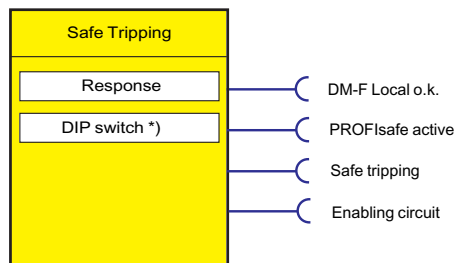 Safe Tripping
Response
DIP switch *)
DM-F Local o.k.
PROFIsafe active
Safe tripping
Enabling circuit